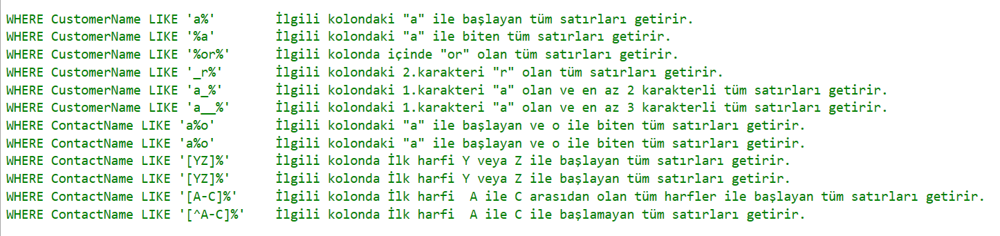 WHERE CustomerName LIKE 'a%' İlgili kolondaki "a" ile başlayan tüm satırları getirir.
WHERE CustomerName LIKE '%a' İlgili kolondaki "a" ile biten tüm satırları getirir.
WHERE CustomerName LIKE '%or%' İlgili kolonda içinde "or" olan tüm satırları getirir.
WHERE CustomerName LIKE '_r%' İlgili kolondaki 2.karakteri "r" olan tüm satırları getirir.
WHERE CustomerName LIKE 'a_%' İlgili kolondaki 1.karakteri "a" olan ve en az 2 karakterli tüm satırları getirir.
WHERE CustomerName LIKE 'a__%' İlgili kolondaki 1.karakteri "a" olan ve en az 3 karakterli tüm satırları getirir.
WHERE ContactName LIKE 'a%o' İlgili kolondaki "a" ile başlayan ve o ile biten tüm satırları getirir.
WHERE ContactName LIKE 'a%o' İlgili kolondaki "a" ile başlayan ve o ile biten tüm satırları getirir.
WHERE ContactName LIKE '[YZ]%' İlgili kolonda İlk harfi Y veya Z ile başlayan tüm satırları getirir.
WHERE ContactName LIKE '[YZ]%' İlgili kolonda İlk harfi Y veya Z ile başlayan tüm satırları getirir.
WHERE ContactName LIKE '[A-C]%' İlgili kolonda İlk harfi  A ile C arasıdan olan tüm harfler ile başlayan tüm satırları getirir.
WHERE ContactName LIKE '[^A-C]%' İlgili kolonda İlk harfi  A ile C ile başlamayan tüm satırları getirir.